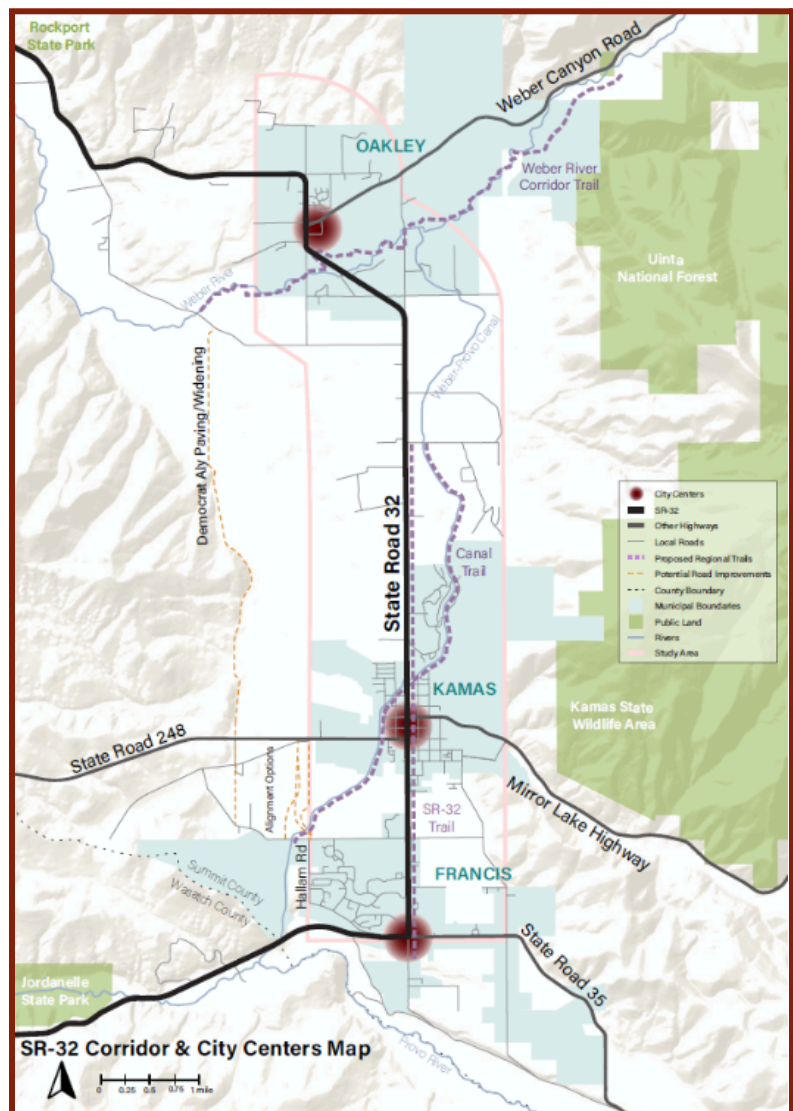 Rockport
State Park
Weber Canyon Road
OAKLEY
Weber River
Corridor Trail
Uinta
National Forest
Weber River
Weber-Provo Canal
Democrat Aly Paving/Widening
State Road 32
Canal
Trail
City Centers
SR-32
Other Highways
Local Roads
Proposed Regional Trails
Potential Road Improvements
County Boundary
Municipal Boundaries
Public Land
Rivers
Study Area
KAMAS
Kamas State
Wildlife Area
State Road 248
Alignment Options
Mirror Lake Highway
SR-32
Trail
Hallam Rd
FRANCIS
Summit County
Wasatch County
State Road 35
Jordanelle
State Park
Provo River
SR-32 Corridor & City Centers Map
0 0.25 0.5 0.75 1 mile